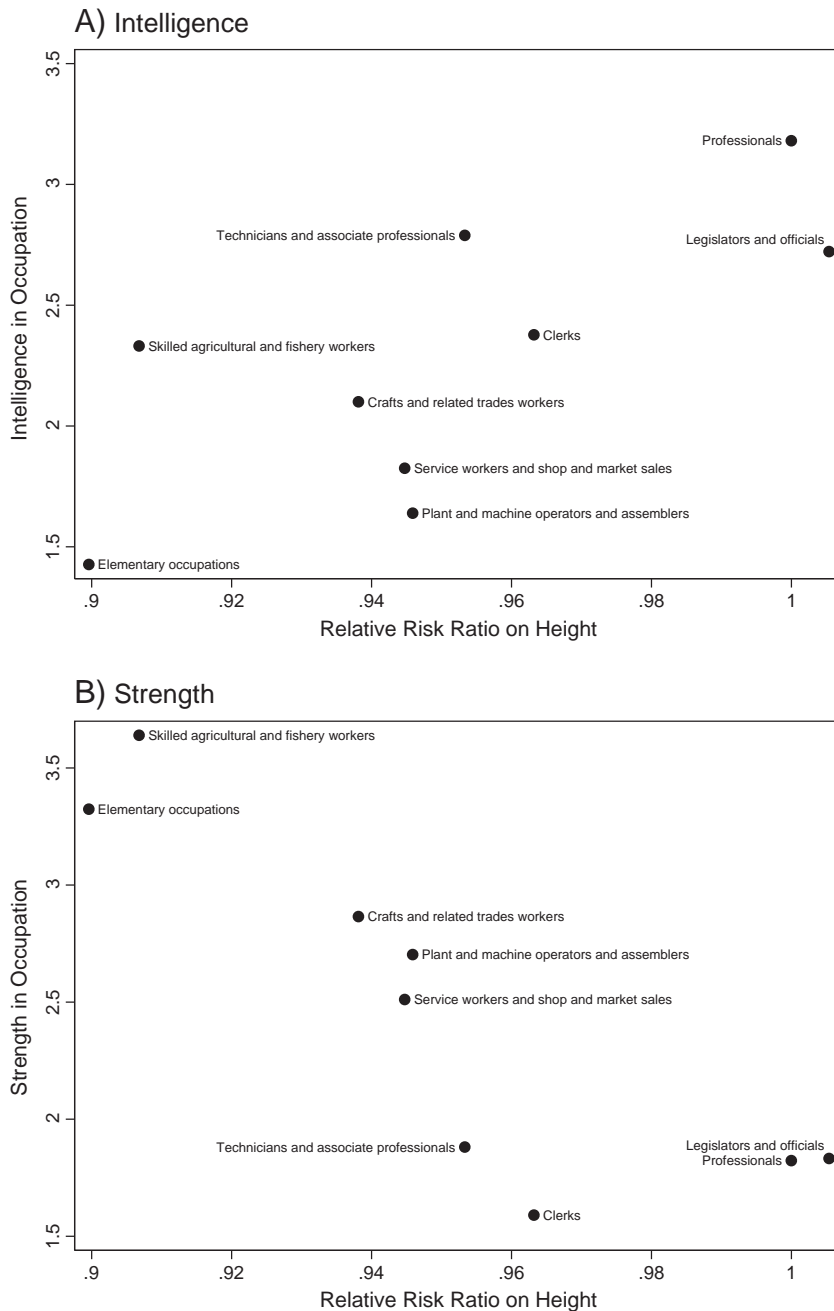 A) Intelligence
3.5
Professionals
3
Technicians and associate professionals
Legislators and officials
Intelligence in Occupation
2.5
Clerks
Skilled agricultural and fishery workers
Crafts and related trades workers
2
Service workers and shop and market sales
Plant and machine operators and assemblers
1.5
Elementary occupations
.9 .92 .94 .96 .98 1
Relative Risk Ratio on Height
B) Strength
Skilled agricultural and fishery workers
3.5
Elementary occupations
3
Crafts and related trades workers
Plant and machine operators and assemblers
Strength in Occupation
2.5
Service workers and shop and market sales
2
Technicians and associate professionals
Legislators and officials
Professionals
Clerks
1.5
.9 .92 .94 .96 .98 1
Relative Risk Ratio on Height